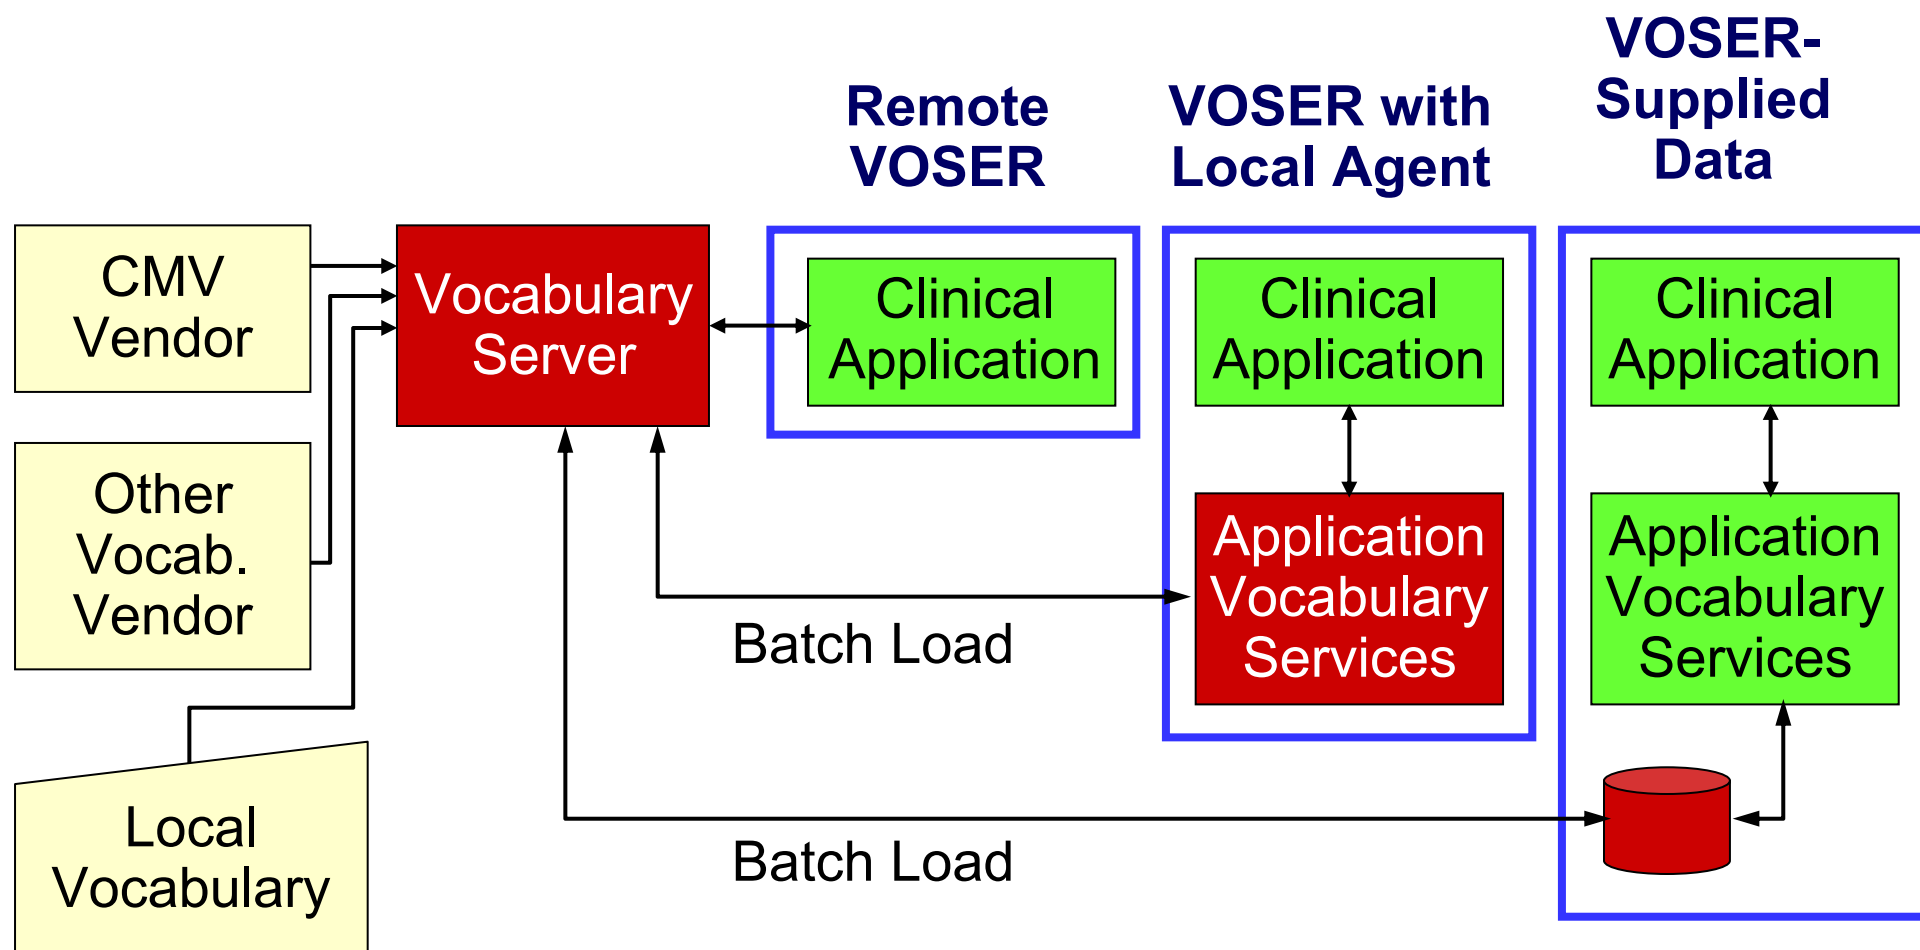 Remote
VOSER
VOSER with
Local Agent
VOSER-
Supplied
Data
CMV
Vendor
Vocabulary
Server
Clinical
Application
Clinical
Application
Clinical
Application
Other
Vocab.
Vendor
Application
Vocabulary
Services
Application
Vocabulary
Services
Batch Load
Local
Vocabulary
Batch Load